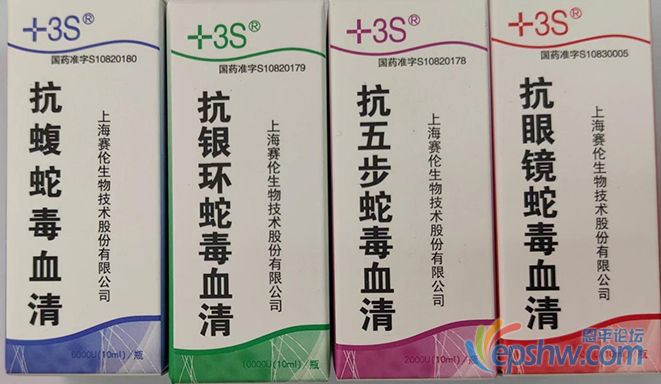 +3S®
国药准字S10820180
抗蝮蛇毒血清
上海赛伦生物技术股份有限公司
6000U(10ml)/瓶
+3S®
国药准字S10820179
抗银环蛇毒血清
上海赛伦生物技术股份有限公司
10000U(10ml)/瓶
+3S®
国药准字S10820178
抗五步蛇毒血清
上海赛伦生物技术股份有限公司
2000U(10ml)/瓶
+3S®
国药准字S10830005
抗眼镜蛇毒血清
上海赛伦生物技术股份有限公司
/瓶
恩平论坛
epshw.com